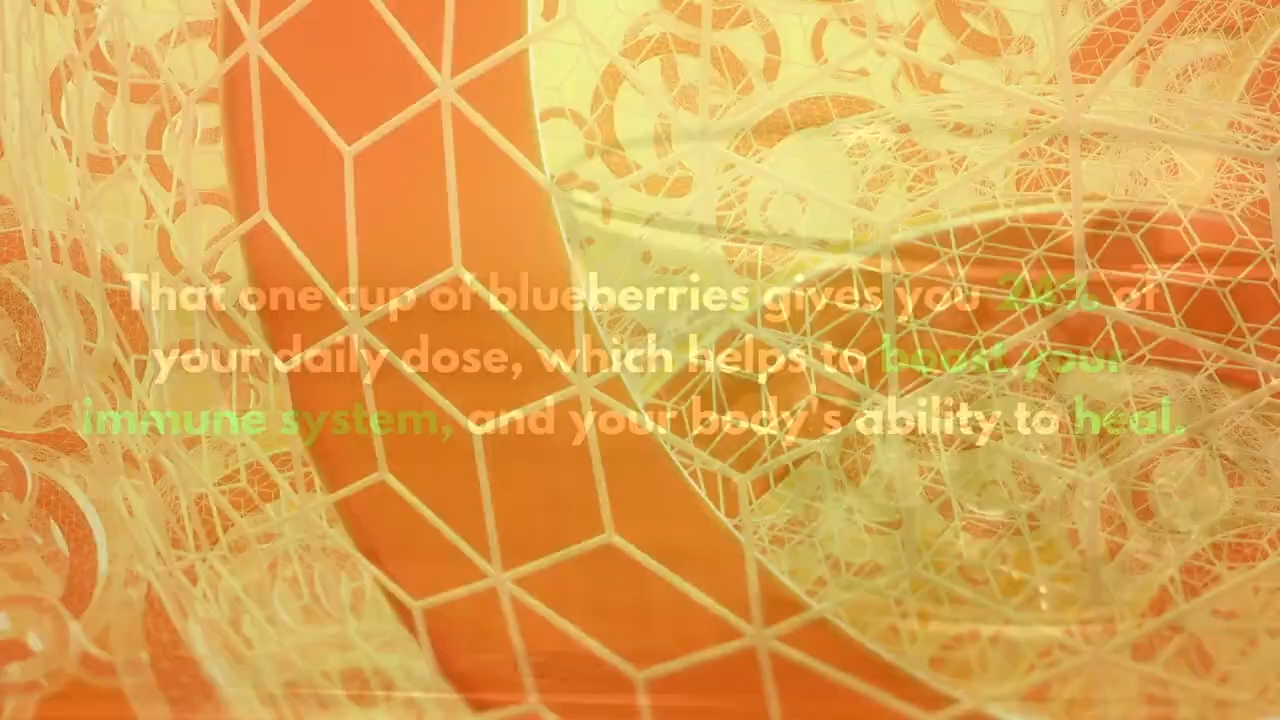 That one cup of blueberries gives you 24% of
your daily dose, which helps to boost your
immune system, and your body's ability to heal.